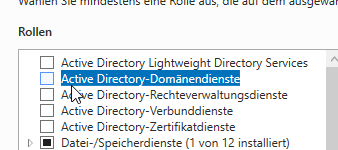 Wählen Sie mindestens eine Rolle aus, die auf dem ausgewäh
Rollen
Active Directory Lightweight Directory Services
Active Directory-Domänendienste
Active Directory-Rechteverwaltungsdienste
Active Directory-Verbunddienste
Active Directory-Zertifikatdienste
Datei-/Speicherdienste (1 von 12 installiert)